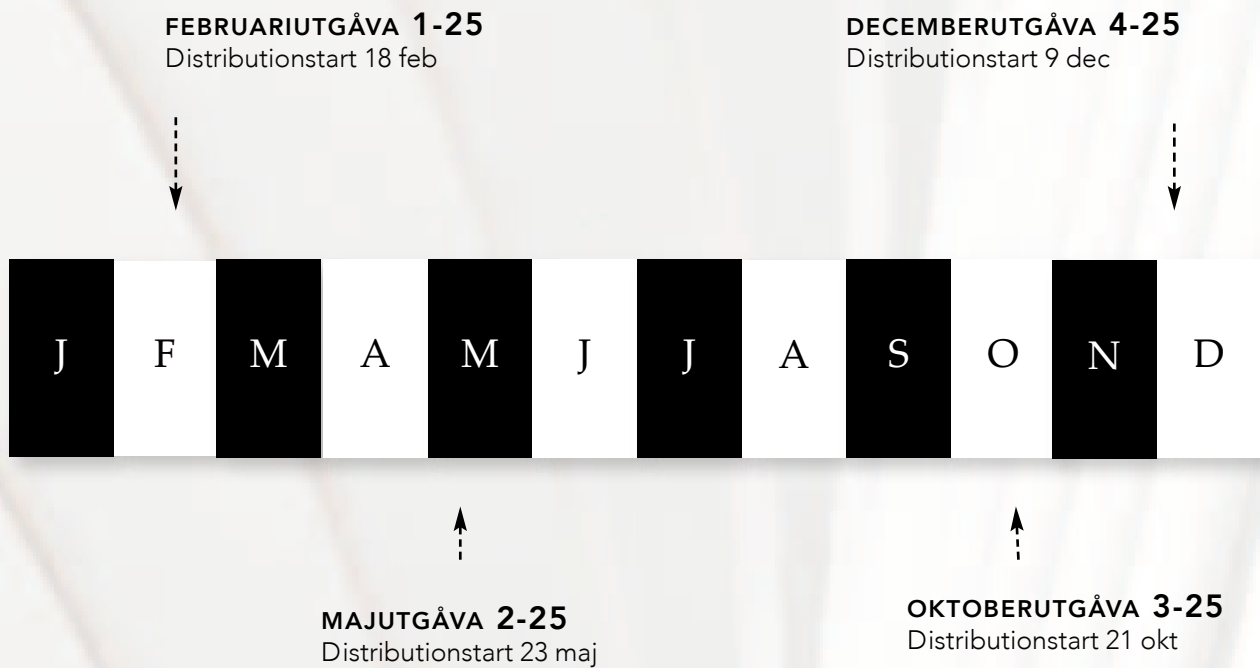 FEBRUARIUTGÅVA 1-25
Distributionstart 18 feb
DECEMBERUTGÅVA 4-25
Distributionstart 9 dec
J F M A M J J A S O N D
MAJUTGÅVA 2-25
Distributionstart 23 maj
OKTOBERUTGÅVA 3-25
Distributionstart 21 okt